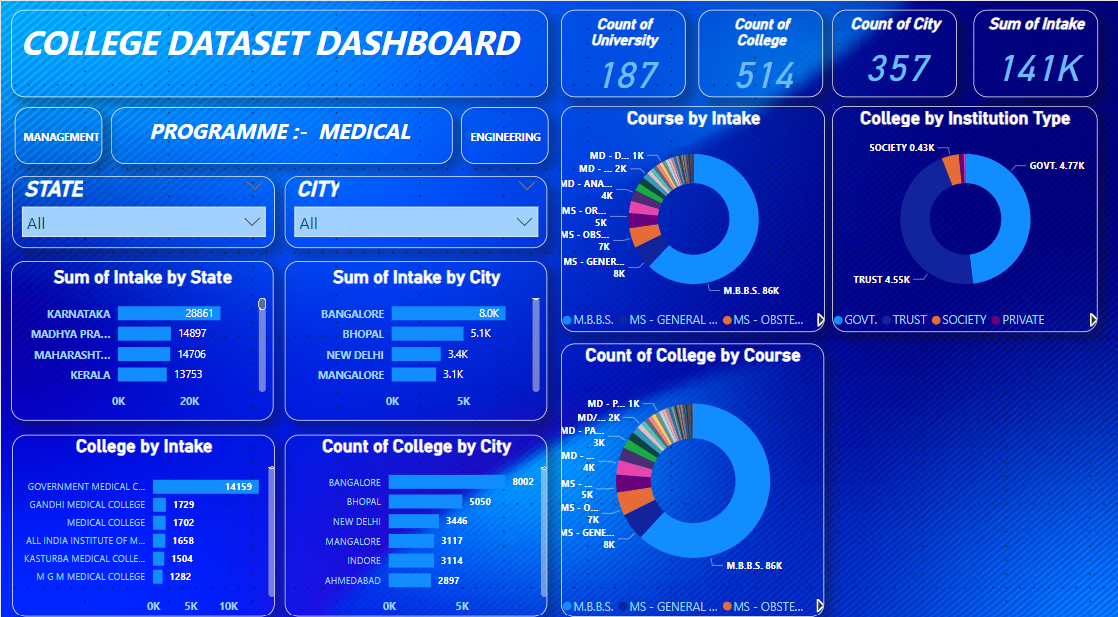 COLLEGE DATASET DASHBOARD
Count of
University
187
Count of
College
514
Count of City
357
Sum of Intake
141K
MANAGEMENT
PROGRAMME :- MEDICAL
ENGINEERING
STATE
All
CITY
All
Sum of Intake by State
KARNATAKA 28861
MADHYA PRA... 14897
MAHARASHT... 14706
KERALA 13753
0K 20K
Sum of Intake by City
BANGALORE 8.0K
BHOPAL 5.1K
NEW DELHI 3.4K
MANGALORE 3.1K
0K 5K
College by Intake
GOVERNMENT MEDICAL C... 14159
GANDHI MEDICAL COLLEGE 1729
MEDICAL COLLEGE 1702
ALL INDIA INSTITUTE OF M... 1658
KASTURBA MEDICAL COLLE... 1504
M G M MEDICAL COLLEGE 1282
0K 5K 10K
Count of College by City
BANGALORE 8002
BHOPAL 5050
NEW DELHI 3446
MANGALORE 3117
INDORE 3114
AHMEDABAD 2897
0K 5K
Course by Intake
MD - D... 1K
MD - ... 2K
MD - ANA...
4K
MS - OR...
5K
MS - OBS...
7K
MS - GENER...
8K
M.B.B.S. 86K
M.B.B.S. MS - GENERAL ... MS - OBSTE...
College by Institution Type
SOCIETY 0.43K
GOVT. 4.77K
TRUST 4.55K
GOVT. TRUST SOCIETY PRIVATE
Count of College by Course
MD - P... 1K
MD/... 2K
MD - PA...
3K
MD - ...
4K
MS - ...
5K
MS - O...
7K
MS - GENE...
8K
M.B.B.S. 86K
M.B.B.S. MS - GENERAL ... MS - OBSTE...